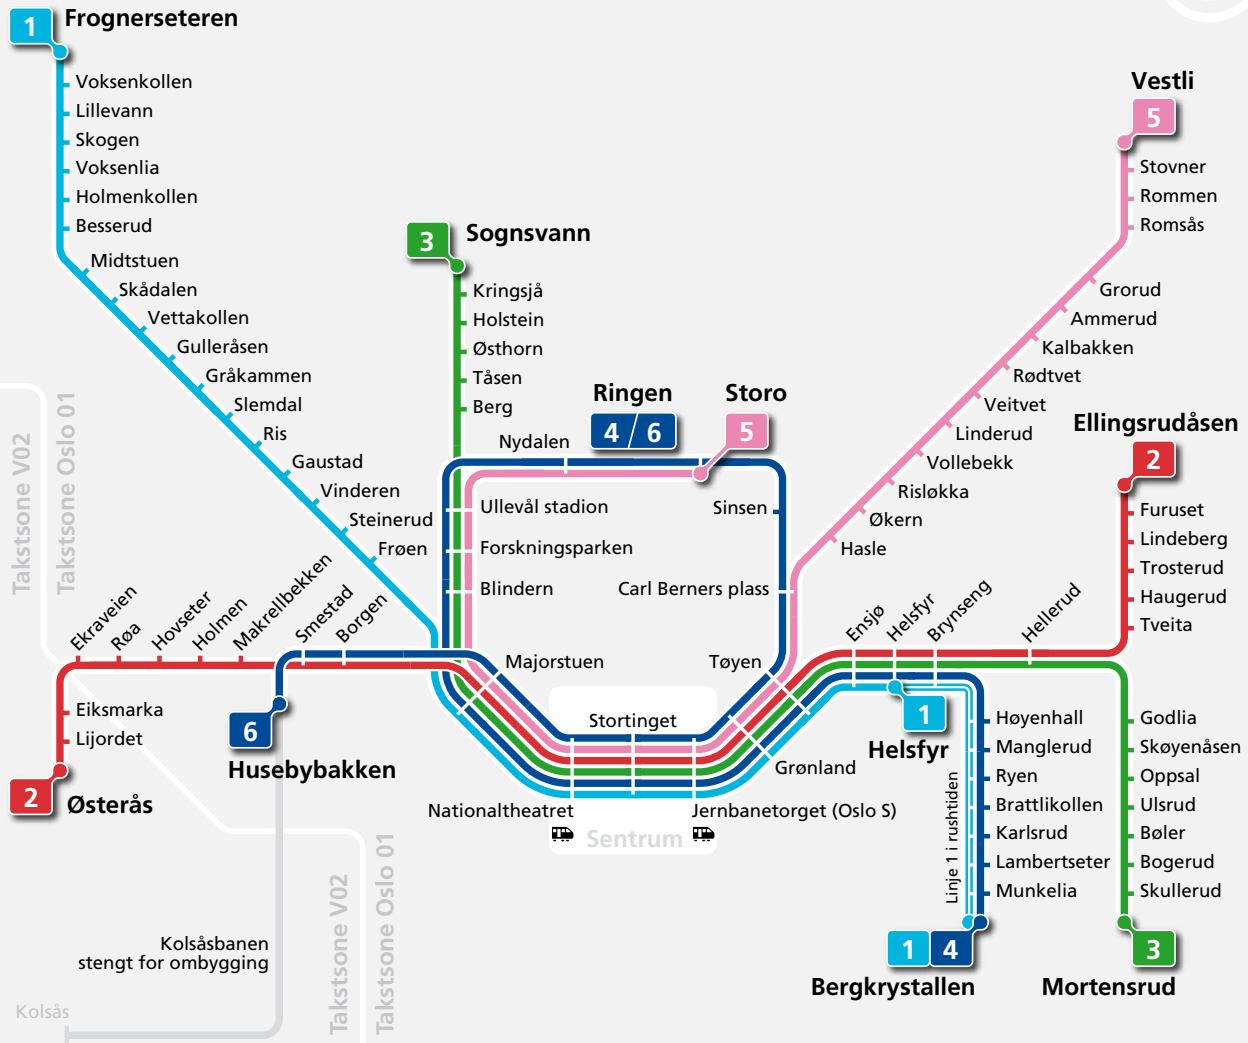 1
Frognerseteren
Voksenkollen
Lillevann
Skogen
Voksenlia
Holmenkollen
Besserud
Midtstuen
Skådalen
Vettakollen
Gulleråsen
Gråkammen
Slemdal
Ris
Gaustad
Vinderen
Steinerud
Frøen
3
Sognsvann
Kringsjå
Holstein
Østhorn
Tåsen
Berg
Ringen
4 / 6
Storo
5
Nydalen
Ullevål stadion
Forskningsparken
Blindern
Sinsen
Carl Berners plass
Vestli
5
Stovner
Rommen
Romsås
Grorud
Ammerud
Kalbakken
Rødtvet
Veitvet
Linderud
Vollebekk
Risløkka
Økern
Hasle
Ellingsrudåsen
2
Furuset
Lindeberg
Trosterud
Haugerud
Tveita
Takstsone V02
Takstsone Oslo 01
Ekraveien
Røa
Hovseter
Holmen
Makrellbekken
Smestad
Borgen
Majorstuen
Tøyen
Ensjø
Helsfyr
Brynseng
Hellerud
Eiksmarka
Lijordet
2
Østerås
6
Husebybakken
Stortinget
Nationaltheatret
Jernbanetorget (Oslo S)
Grønland
Sentrum
1
Helsfyr
Høyenhall
Manglerud
Ryen
Brattlikollen
Karlsrud
Lambertseter
Munkelia
Linje 1 i rushtiden
1 4
Bergkrystallen
Godlia
Skøyenåsen
Oppsal
Ulsrud
Bøler
Bogerud
Skullerud
3
Mortensrud
Takstsone V02
Takstsone Oslo 01
Kolsåsbanen
stengt for ombygging
Kolsås